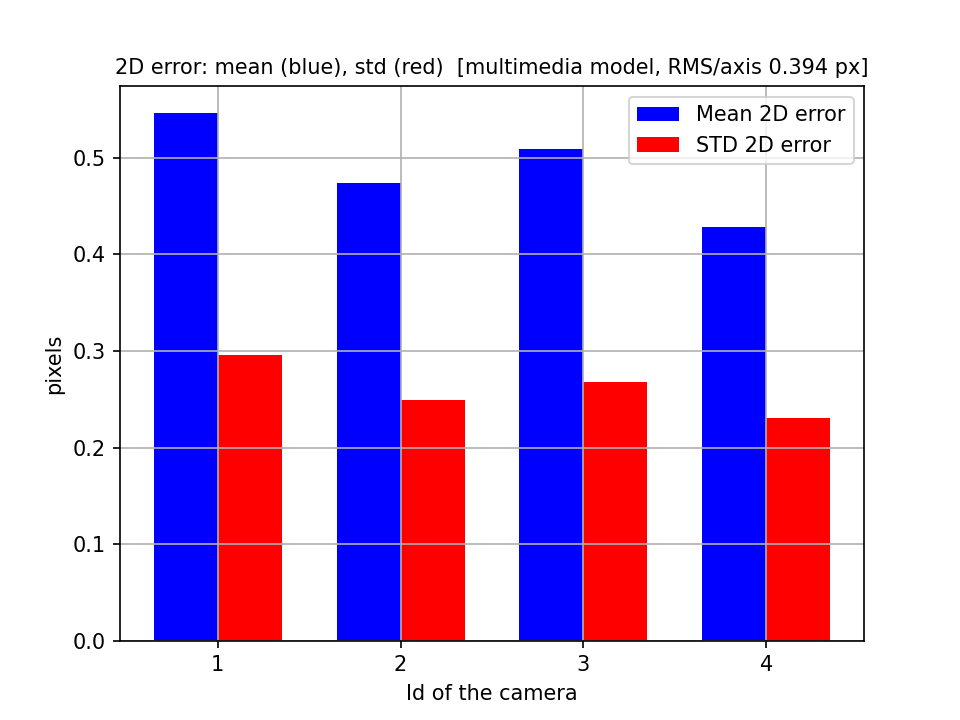 2D error: mean (blue), std (red)  [multimedia model, RMS/axis 0.394 px]
Mean 2D error
STD 2D error
0.5
0.4
0.3
0.2
0.1
0.0
pixels
1 2 3 4
Id of the camera